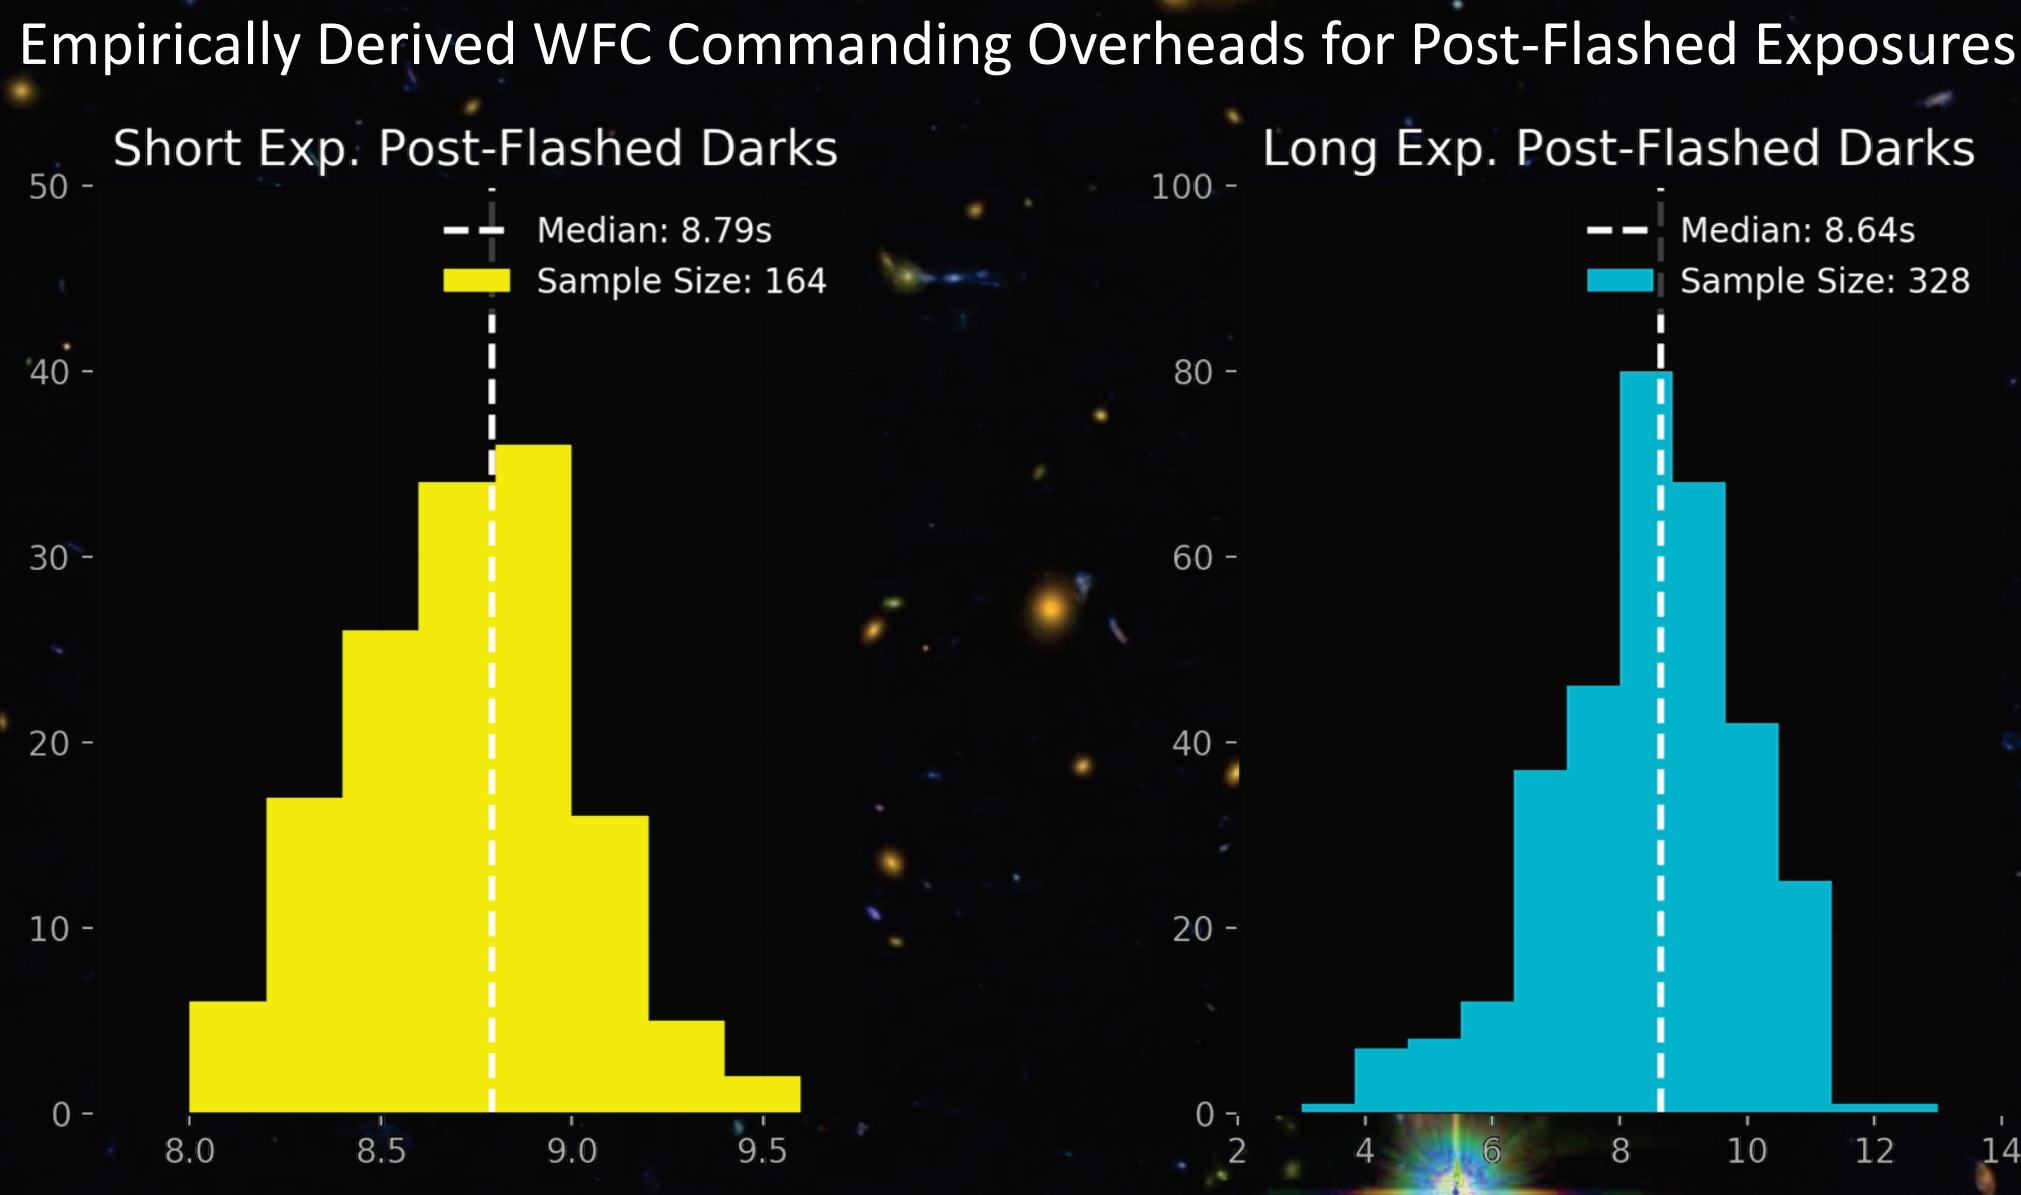 Empirically Derived WFC Commanding Overheads for Post-Flashed Exposures
Short Exp. Post-Flashed Darks
Median: 8.79s
Sample Size: 164
50
40
30
20
10
0
8.0 8.5 9.0 9.5
Long Exp. Post-Flashed Darks
Median: 8.64s
Sample Size: 328
100
80
60
40
20
0
2 4 6 8 10 12 14